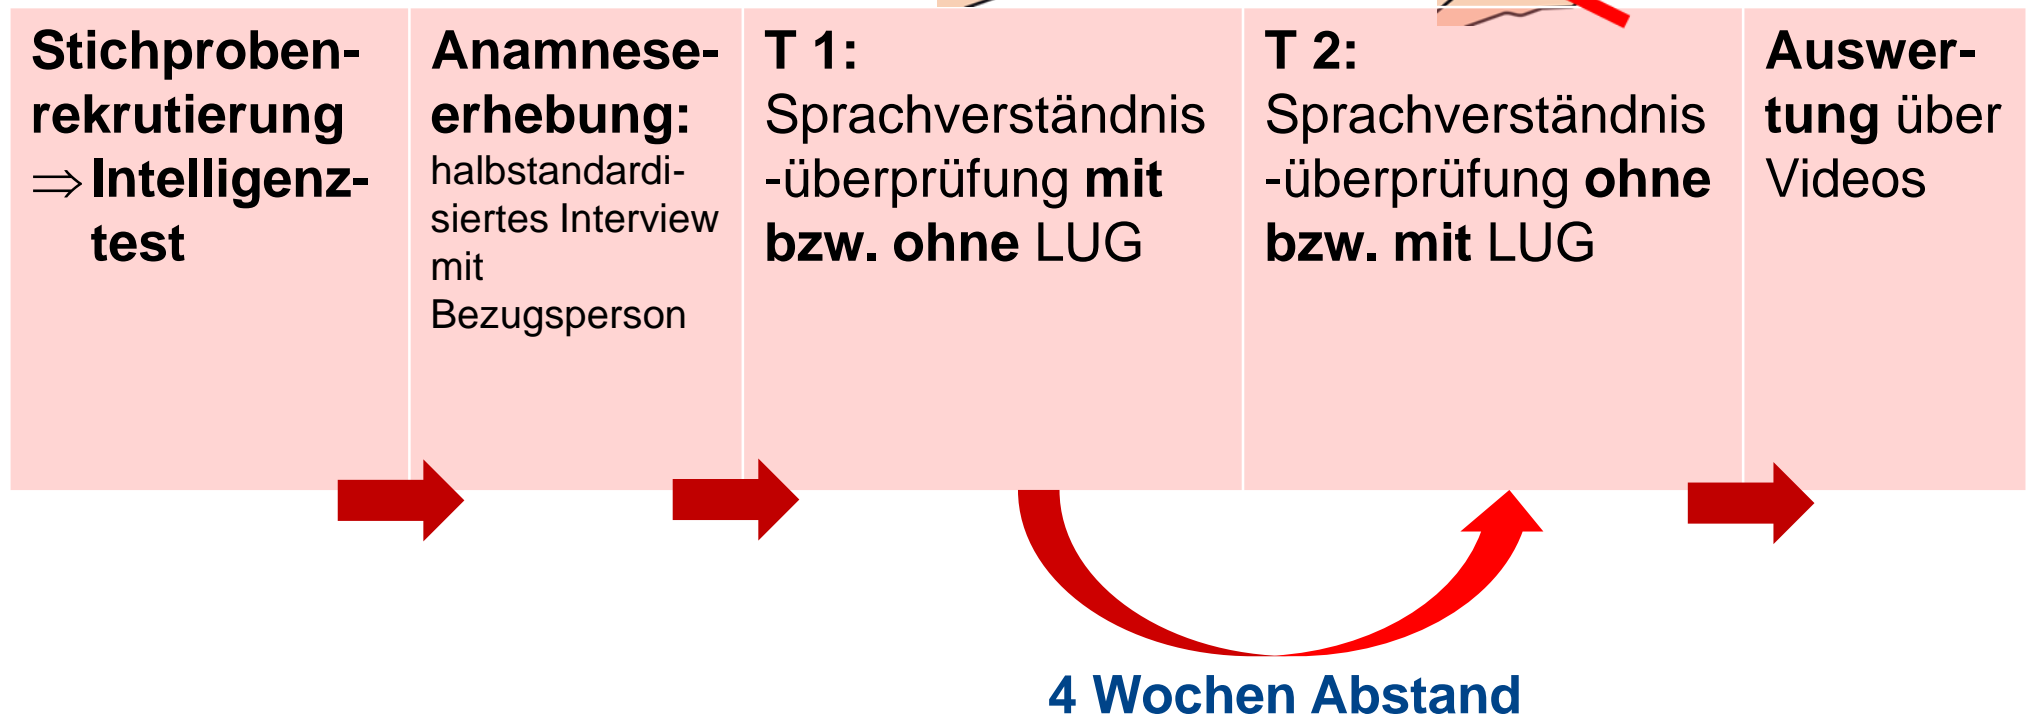 Stichproben-
rekrutierung
⇒ Intelligenz-
test
Anamnese-
erhebung:
halbstandardi-
siertes Interview
mit
Bezugsperson
T 1:
Sprachverständnis
-überprüfung mit
bzw. ohne LUG
T 2:
Sprachverständnis
-überprüfung ohne
bzw. mit LUG
Auswer-
tung über
Videos
4 Wochen Abstand